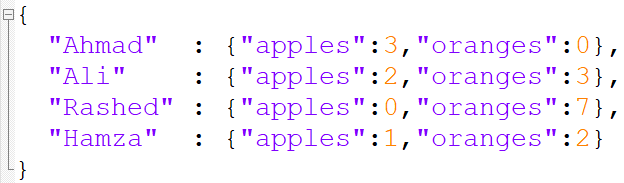 {
  "Ahmad"  : {"apples":3,"oranges":0},
  "Ali"    : {"apples":2,"oranges":3},
  "Rashed" : {"apples":0,"oranges":7},
  "Hamza"  : {"apples":1,"oranges":2}
}